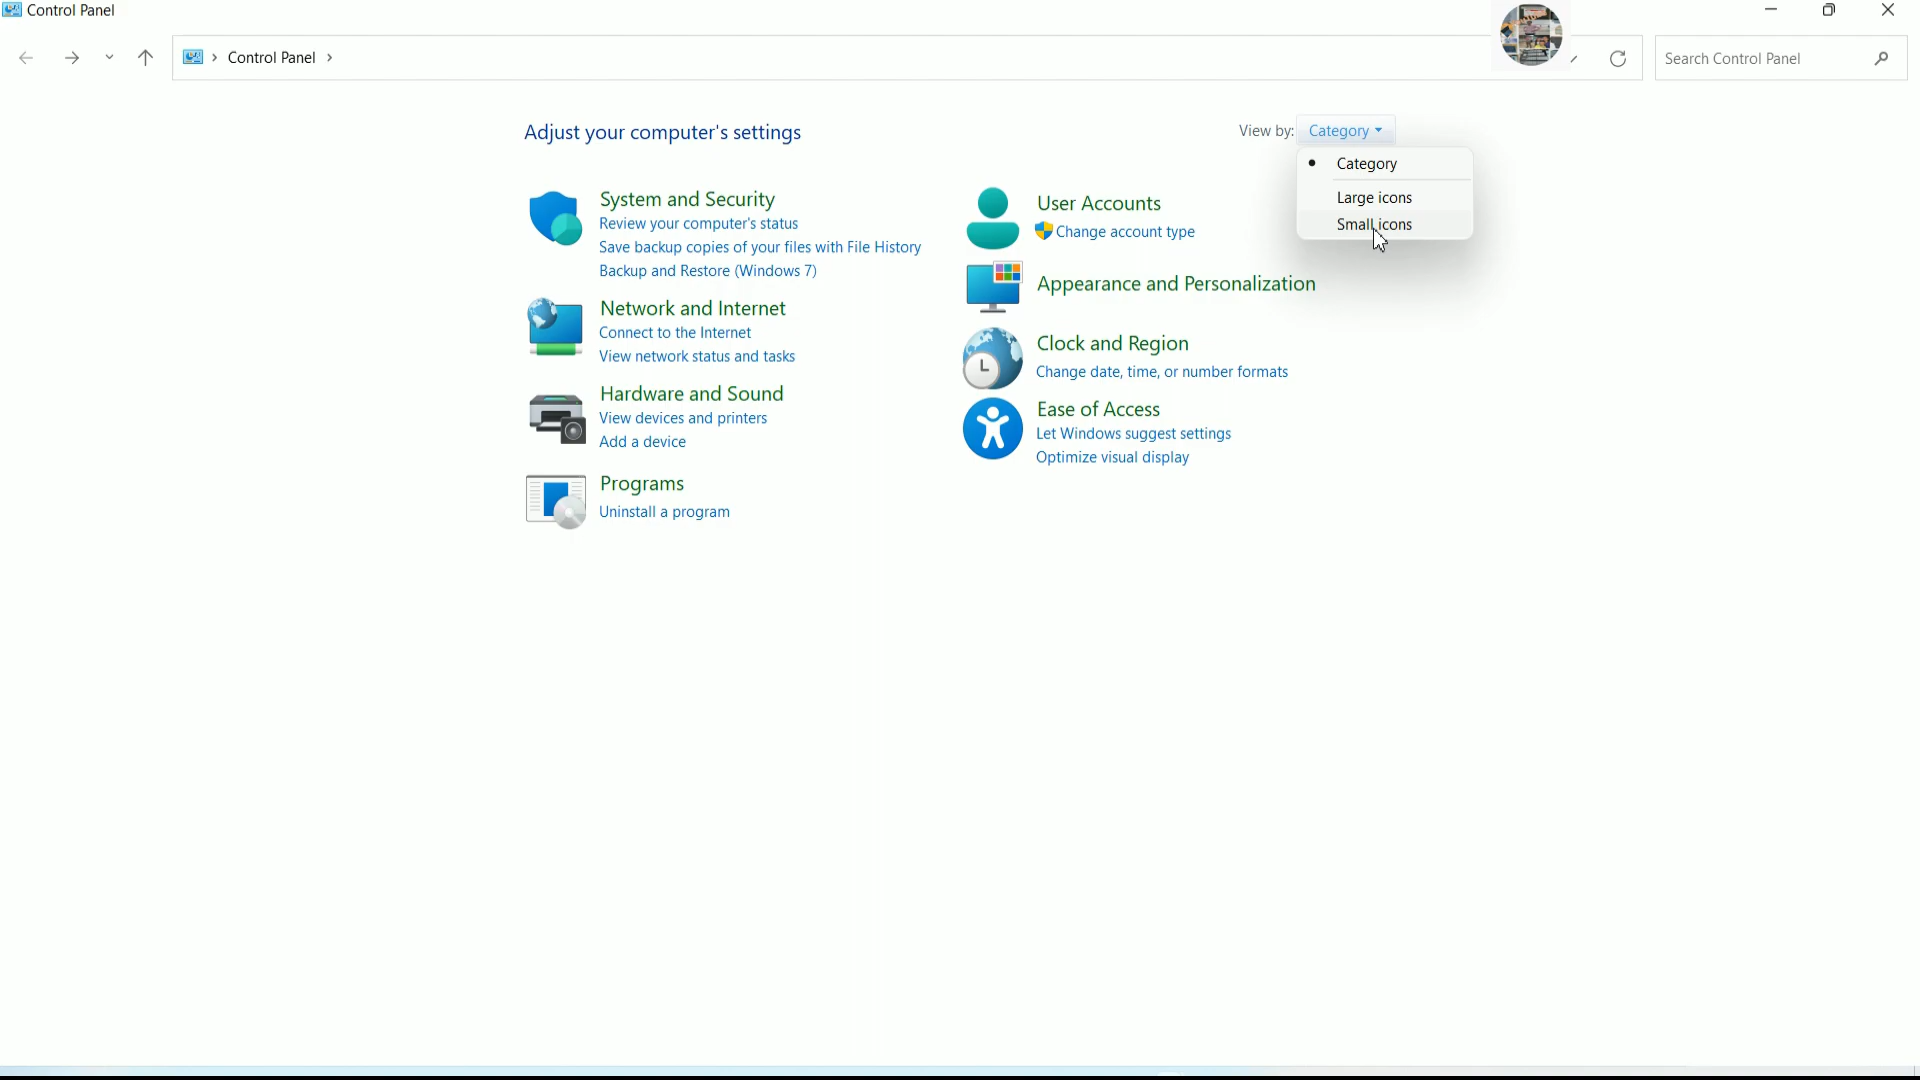 Control Panel
Control Panel
Search Control Panel
Adjust your computer's settings
View by: Category
Category
Large icons
Small icons
System and Security
Review your computer's status
Save backup copies of your files with File History
Backup and Restore (Windows 7)
Network and Internet
Connect to the Internet
View network status and tasks
Hardware and Sound
View devices and printers
Add a device
Programs
Uninstall a program
User Accounts
Change account type
Appearance and Personalization
Clock and Region
Change date, time, or number formats
Ease of Access
Let Windows suggest settings
Optimize visual display